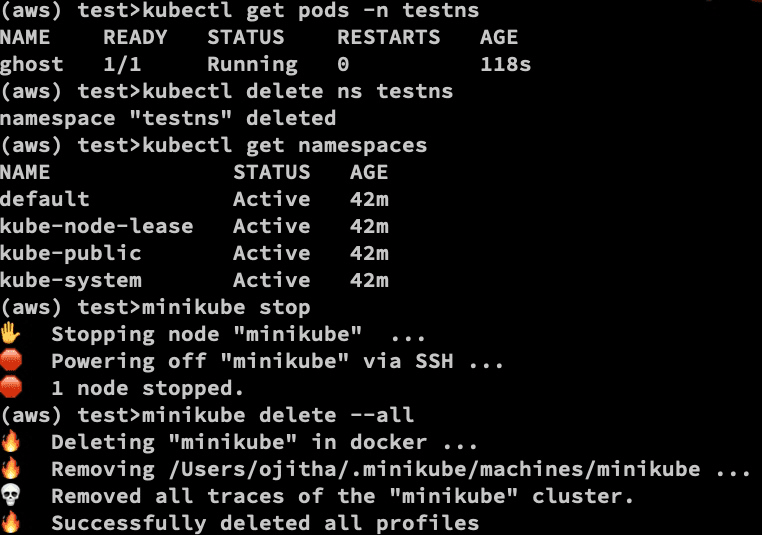 (aws) test>kubectl get pods -n testns
NAME    READY   STATUS    RESTARTS   AGE
ghost   1/1     Running   0          118s
(aws) test>kubectl delete ns testns
namespace "testns" deleted
(aws) test>kubectl get namespaces
NAME              STATUS   AGE
default           Active   42m
kube-node-lease   Active   42m
kube-public       Active   42m
kube-system       Active   42m
(aws) test>minikube stop
✋  Stopping node "minikube"  ...
🛑  Powering off "minikube" via SSH ...
🛑  1 node stopped.
(aws) test>minikube delete --all
🔥  Deleting "minikube" in docker ...
🔥  Removing /Users/ojitha/.minikube/machines/minikube ...
💀  Removed all traces of the "minikube" cluster.
🔥  Successfully deleted all profiles